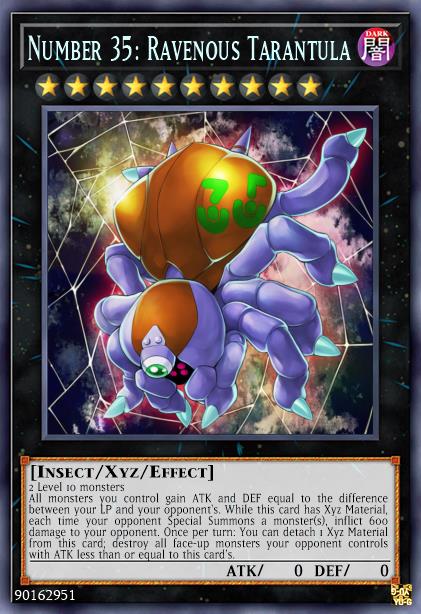 Number 35: Ravenous Tarantula
DARK
闇
35
[Insect/Xyz/Effect]
2 Level 10 monsters
All monsters you control gain ATK and DEF equal to the difference
between your LP and your opponent's. While this card has Xyz Material,
each time your opponent Special Summons a monster(s), inflict 600
damage to your opponent. Once per turn: You can detach 1 Xyz Material
from this card; destroy all face-up monsters your opponent controls
with ATK less than or equal to this card's.
ATK/ 0 DEF/ 0
90162951